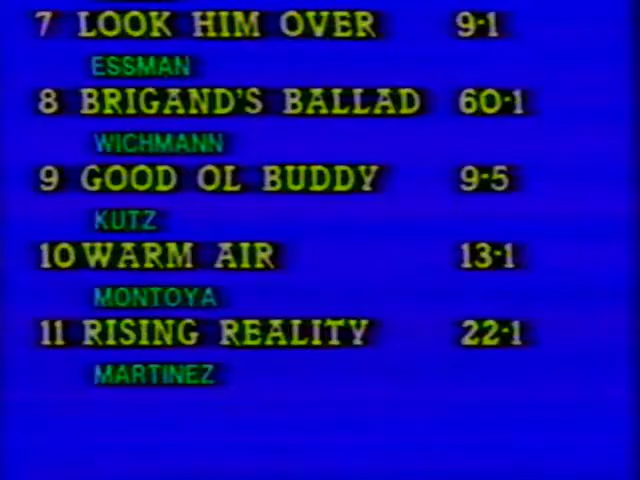 7 LOOK HIM OVER 9-1
ESSMAN
8 BRIGAND'S BALLAD 60-1
WICHMANN
9 GOOD OL BUDDY 9-5
KUTZ
10 WARM AIR 13-1
MONTOYA
11 RISING REALITY 22-1
MARTINEZ